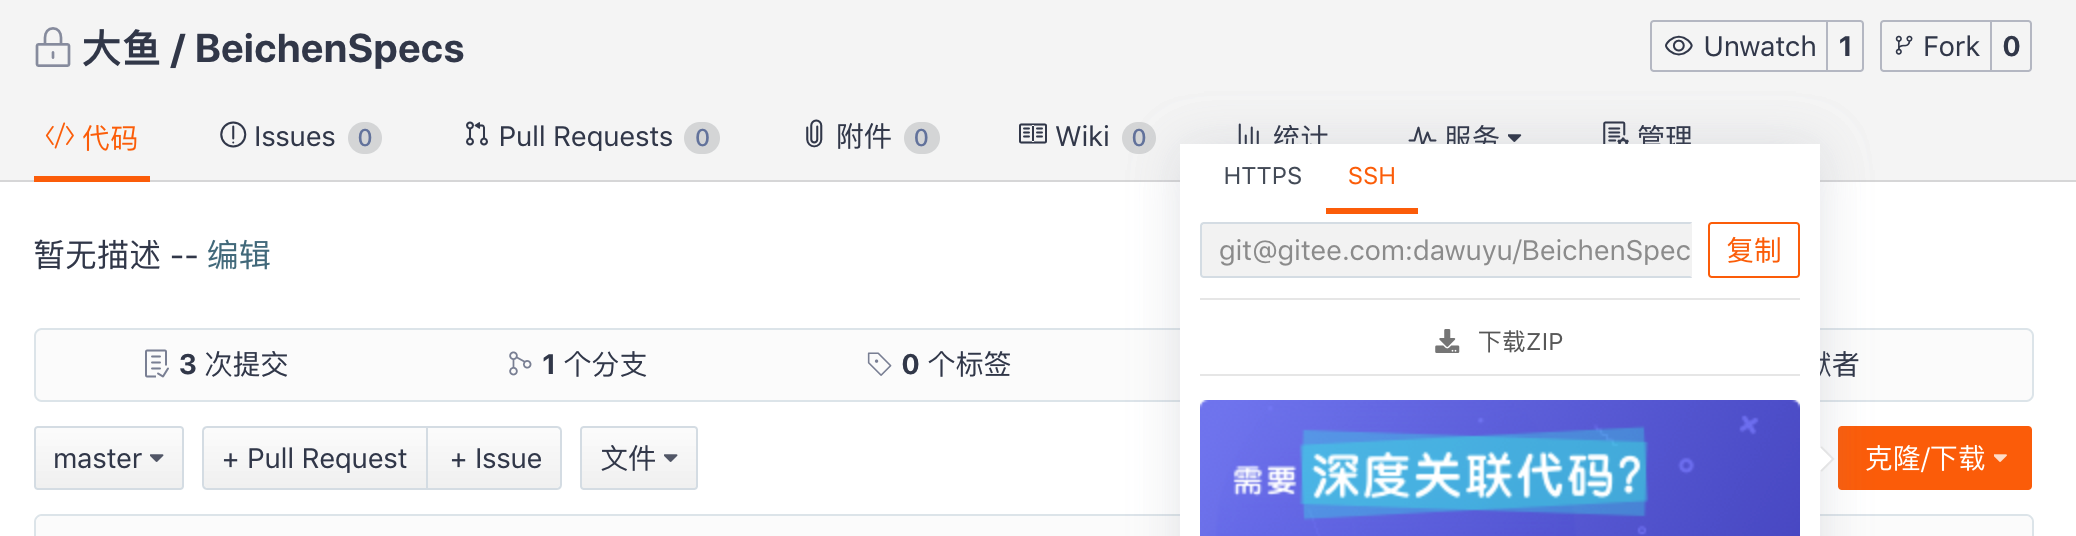 大鱼 / BeichenSpecs
Unwatch 1 Fork 0
代码 Issues 0 Pull Requests 0 附件 0 Wiki 0 统计 服务 管理
HTTPS SSH
暂无描述 -- 编辑
git@gitee.com:dawuyu/BeichenSpec 复制
下载ZIP
3 次提交 1 个分支 0 个标签 献者
master + Pull Request + Issue 文件 克隆/下载
需要 深度关联代码?